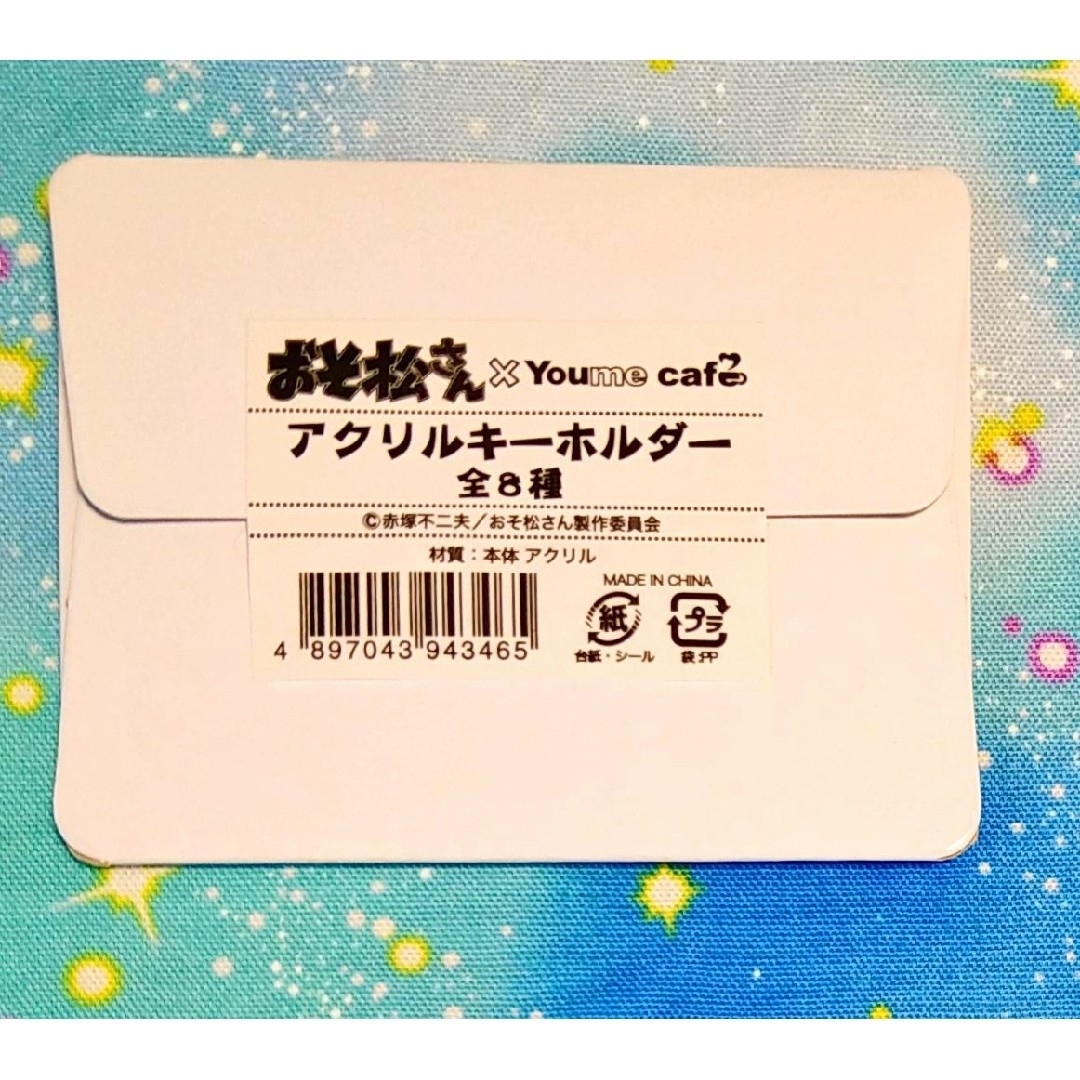 おそ松さん×Youme cafe
アクリルキーホルダー
全8種
©赤塚不二夫/おそ松さん製作委員会
材質:本体 アクリル
MADE IN CHINA
紙 プラ
台紙・シール 袋:PP
4 897043 943465